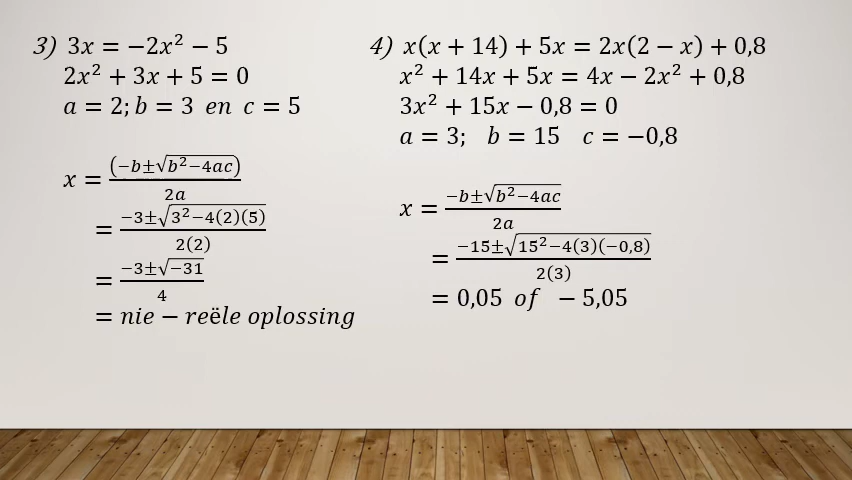 3) 3x = −2x² − 5
2x² + 3x + 5 = 0
a = 2; b = 3 en c = 5
x = (−b±√(b²−4ac))/2a
= (−3±√(3²−4(2)(5)))/2(2)
= (−3±√(−31))/4
= nie − reële oplossing
4) x(x + 14) + 5x = 2x(2 − x) + 0,8
x² + 14x + 5x = 4x − 2x² + 0,8
3x² + 15x − 0,8 = 0
a = 3; b = 15 c = −0,8
x = (−b±√(b²−4ac))/2a
= (−15±√(15²−4(3)(−0,8)))/2(3)
= 0,05 of − 5,05